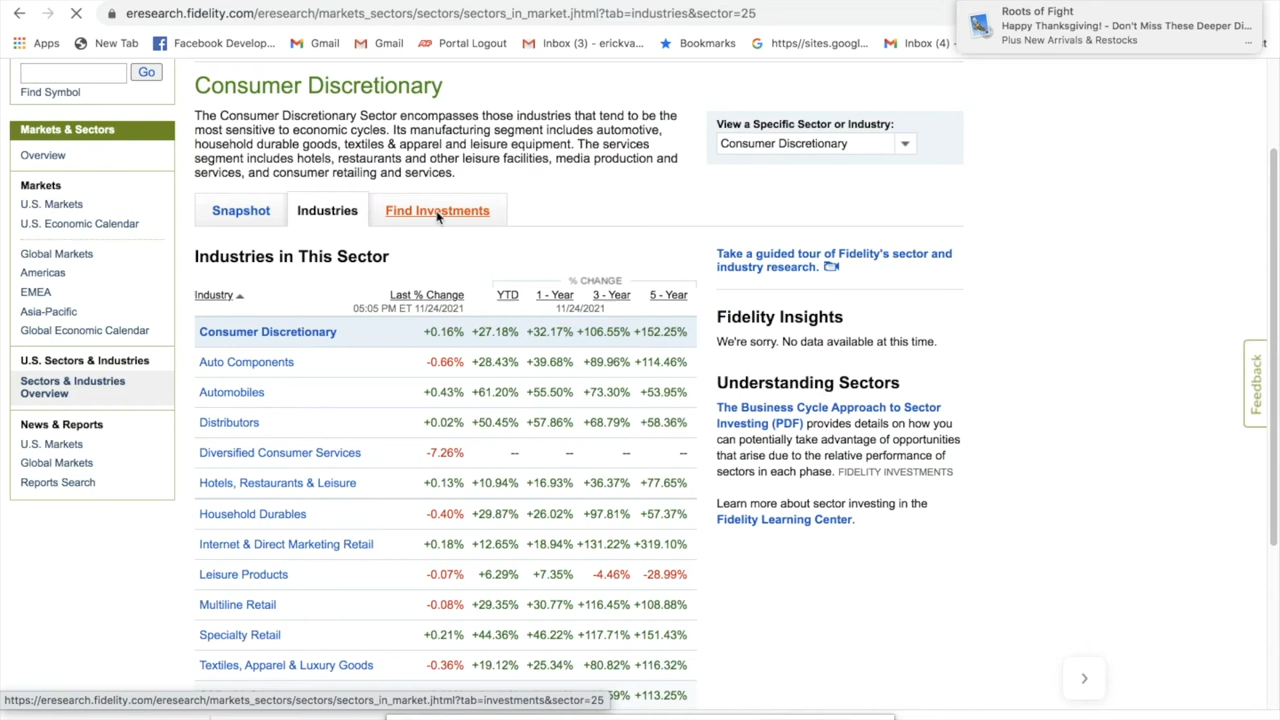 eresearch.fidelity.com/eresearch/markets_sectors/sectors/sectors_in_market.jhtml?tab=industries&sector=25
Roots of Fight
Happy Thanksgiving! - Don't Miss These Deeper Di...
Plus New Arrivals & Restocks
...
Apps
New Tab
Facebook Develop...
Gmail
Gmail
Portal Logout
Inbox (3) - erickva...
Bookmarks
https//sites.googl...
Inbox (4)
Go
Find Symbol
Markets & Sectors
Overview
Markets
U.S. Markets
U.S. Economic Calendar
Global Markets
Americas
EMEA
Asia-Pacific
Global Economic Calendar
U.S. Sectors & Industries
Sectors & Industries
Overview
News & Reports
U.S. Markets
Global Markets
Reports Search
Consumer Discretionary
The Consumer Discretionary Sector encompasses those industries that tend to be the
most sensitive to economic cycles. Its manufacturing segment includes automotive,
household durable goods, textiles & apparel and leisure equipment. The services
segment includes hotels, restaurants and other leisure facilities, media production and
services, and consumer retailing and services.
View a Specific Sector or Industry:
Consumer Discretionary
Snapshot
Industries
Find Investments
Industries in This Sector
% CHANGE
Industry Last % Change YTD 1 - Year 3 - Year 5 - Year
05:05 PM ET 11/24/2021 11/24/2021
Consumer Discretionary +0.16% +27.18% +32.17% +106.55% +152.25%
Auto Components -0.66% +28.43% +39.68% +89.96% +114.46%
Automobiles +0.43% +61.20% +55.50% +73.30% +53.95%
Distributors +0.02% +50.45% +57.86% +68.79% +58.36%
Diversified Consumer Services -7.26% -- -- -- --
Hotels, Restaurants & Leisure +0.13% +10.94% +16.93% +36.37% +77.65%
Household Durables -0.40% +29.87% +26.02% +97.81% +57.37%
Internet & Direct Marketing Retail +0.18% +12.65% +18.94% +131.22% +319.10%
Leisure Products -0.07% +6.29% +7.35% -4.46% -28.99%
Multiline Retail -0.08% +29.35% +30.77% +116.45% +108.88%
Specialty Retail +0.21% +44.36% +46.22% +117.71% +151.43%
Textiles, Apparel & Luxury Goods -0.36% +19.12% +25.34% +80.82% +116.32%
59% +113.25%
Take a guided tour of Fidelity's sector and
industry research.
Fidelity Insights
We're sorry. No data available at this time.
Understanding Sectors
The Business Cycle Approach to Sector
Investing (PDF) provides details on how you
can potentially take advantage of opportunities
that arise due to the relative performance of
sectors in each phase. FIDELITY INVESTMENTS
Learn more about sector investing in the
Fidelity Learning Center.
Feedback
https://eresearch.fidelity.com/eresearch/markets_sectors/sectors/sectors_in_market.jhtml?tab=investments&sector=25